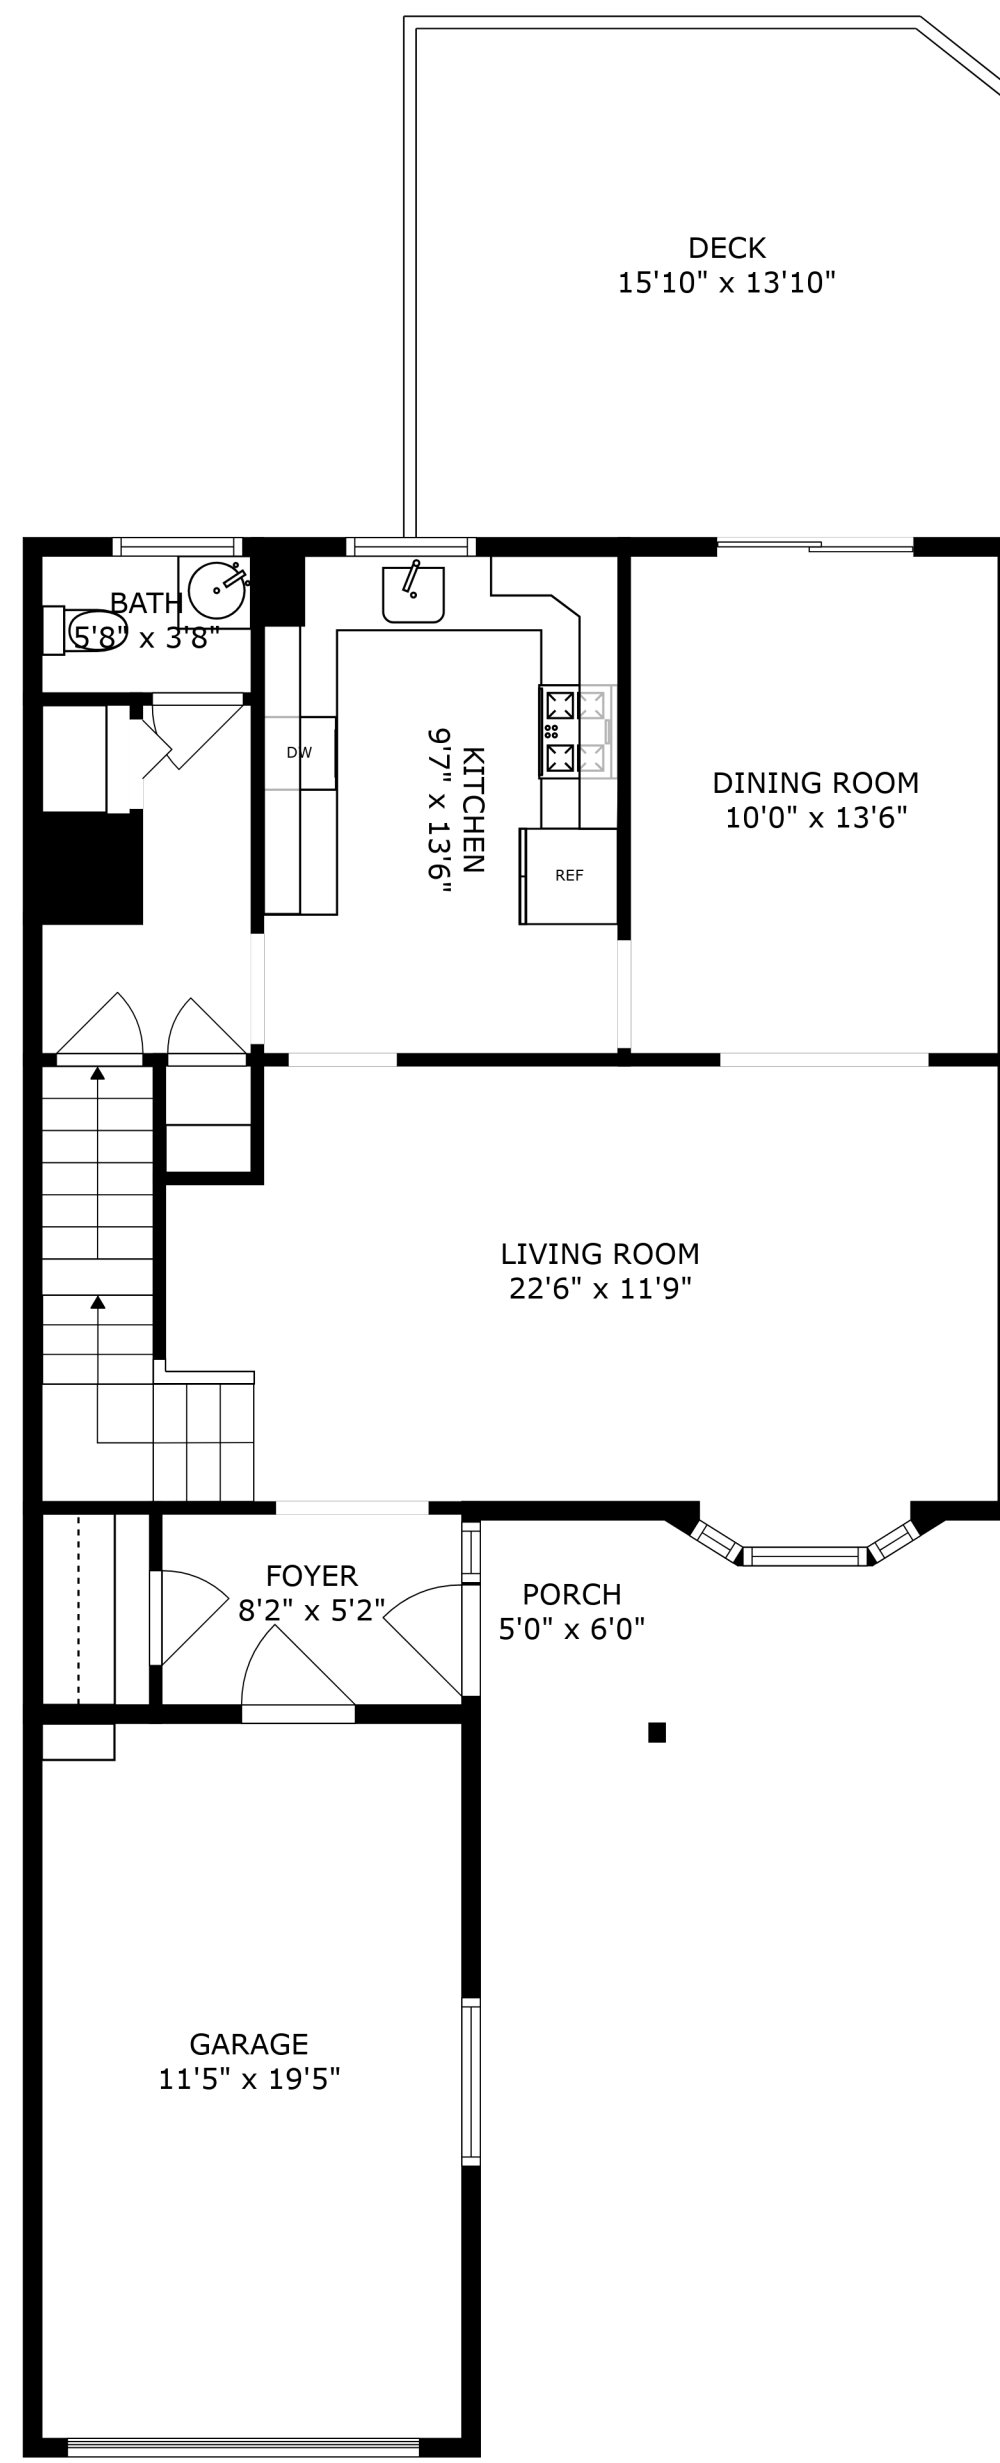 DECK
15'10" x 13'10"
BATH
5'8" x 3'8"
DW
KITCHEN
9'7" x 13'6"
REF
DINING ROOM
10'0" x 13'6"
LIVING ROOM
22'6" x 11'9"
FOYER
8'2" x 5'2"
PORCH
5'0" x 6'0"
GARAGE
11'5" x 19'5"